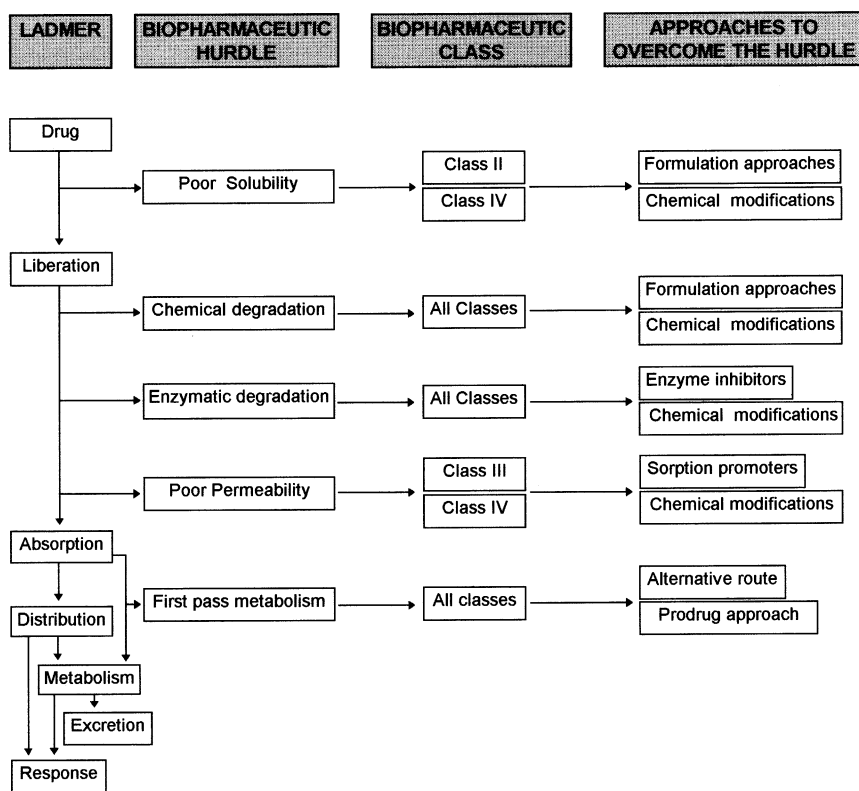 LADMER
BIOPHARMACEUTIC
HURDLE
BIOPHARMACEUTIC
CLASS
APPROACHES TO
OVERCOME THE HURDLE
Drug
Poor Solubility
Class II
Class IV
Formulation approaches
Chemical modifications
Liberation
Chemical degradation
All Classes
Formulation approaches
Chemical modifications
Enzymatic degradation
All Classes
Enzyme inhibitors
Chemical modifications
Poor Permeability
Class III
Class IV
Sorption promoters
Chemical modifications
Absorption
First pass metabolism
All classes
Alternative route
Prodrug approach
Distribution
Metabolism
Excretion
Response